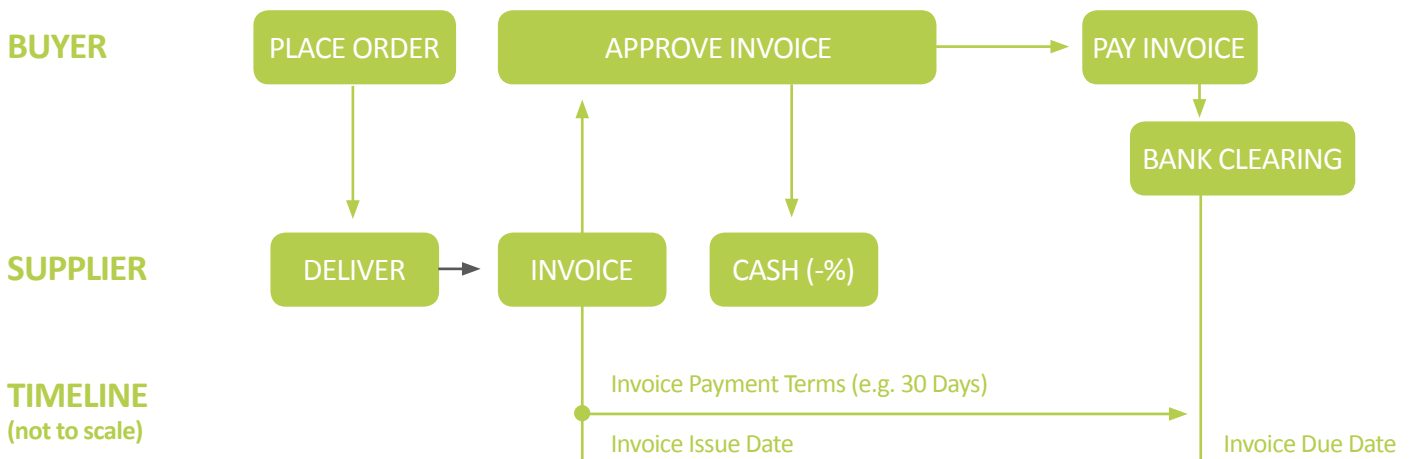 BUYER
PLACE ORDER
APPROVE INVOICE
PAY INVOICE
BANK CLEARING
SUPPLIER
DELIVER
INVOICE
CASH (-%)
TIMELINE
(not to scale)
Invoice Payment Terms (e.g. 30 Days)
Invoice Issue Date
Invoice Due Date